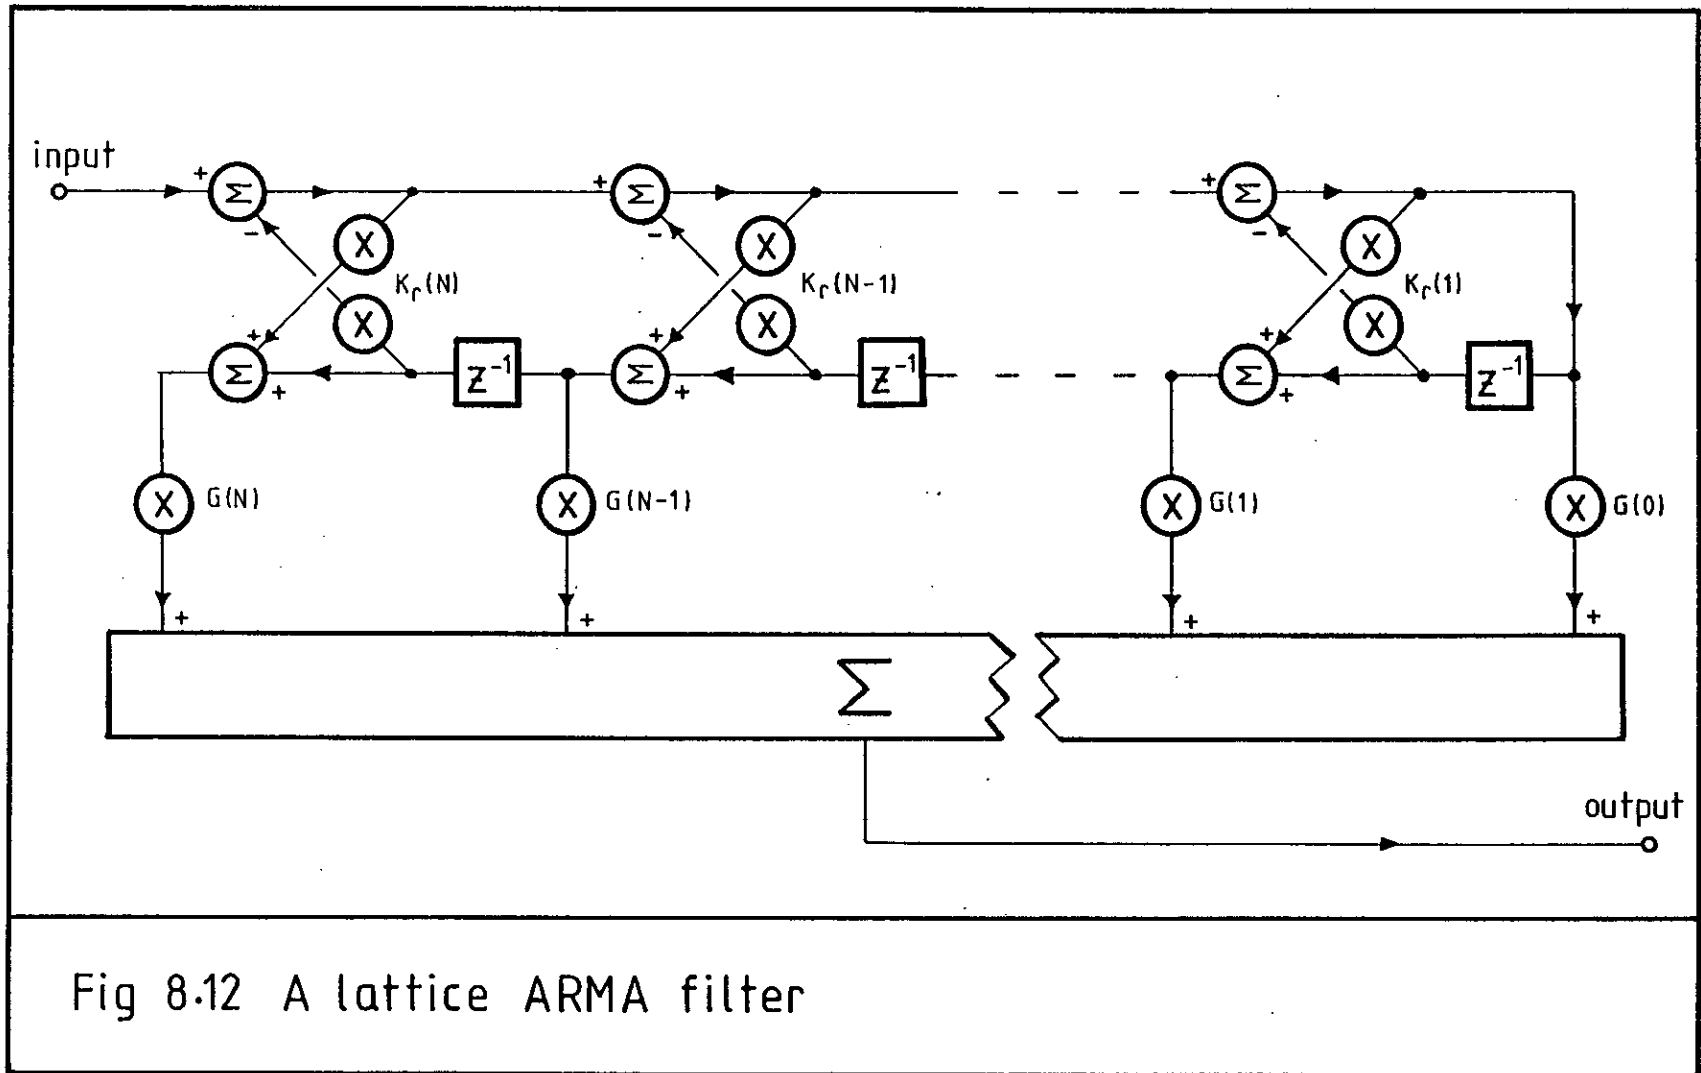 input
+ Σ + Σ + Σ
− X − X − X
K_r(N) K_r(N-1) K_r(1)
+ X + X + X
Σ + z⁻¹ Σ + z⁻¹ Σ + z⁻¹
X G(N) X G(N-1) X G(1) X G(0)
+ + + +
Σ
output
Fig 8.12 A lattice ARMA filter